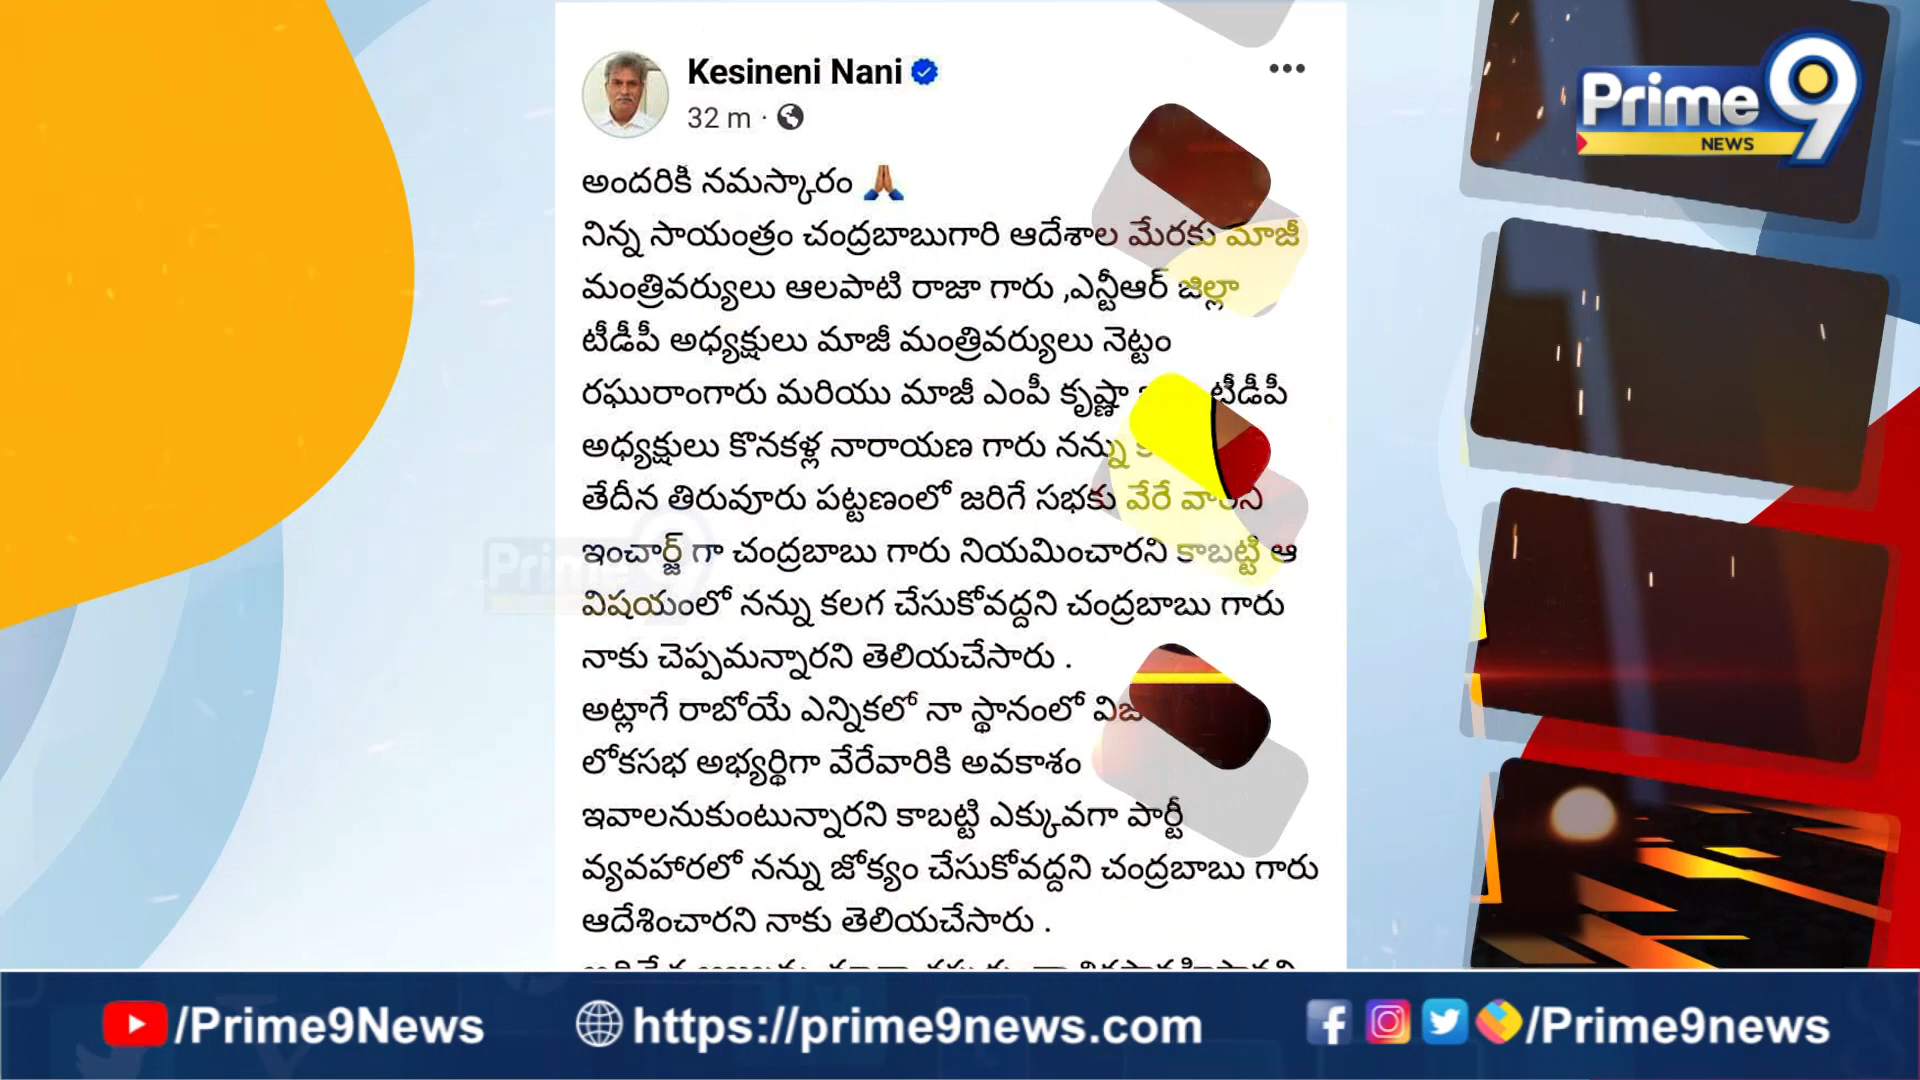 Kesineni Nani
32 m ·
అందరికీ నమస్కారం 🙏
నిన్న సాయంత్రం చంద్రబాబుగారి ఆదేశాల మేరకు మాజీ
మంత్రివర్యులు ఆలపాటి రాజా గారు ,ఎన్టీఆర్ జిల్లా
టీడీపీ అధ్యక్షులు మాజీ మంత్రివర్యులు నెట్టం
రఘురాంగారు మరియు మాజీ ఎంపీ కృష్ణా టీడీపీ
అధ్యక్షులు కొనకళ్ల నారాయణ గారు నన్ను
తేదీన తిరువూరు పట్టణంలో జరిగే సభకు వేరే వారిని
ఇంచార్జ్ గా చంద్రబాబు గారు నియమించారని కాబట్టి ఆ
విషయంలో నన్ను కలగ చేసుకోవద్దని చంద్రబాబు గారు
నాకు చెప్పమన్నారని తెలియచేసారు .
అట్లాగే రాబోయే ఎన్నికలో నా స్థానంలో
లోకసభ అభ్యర్థిగా వేరేవారికి అవకాశం
ఇవాలనుకుంటున్నారని కాబట్టి ఎక్కువగా పార్టీ
వ్యవహారలో నన్ను జోక్యం చేసుకోవద్దని చంద్రబాబు గారు
ఆదేశించారని నాకు తెలియచేసారు .
Prime9
NEWS
Prime9
/Prime9News
https://prime9news.com
/Prime9news